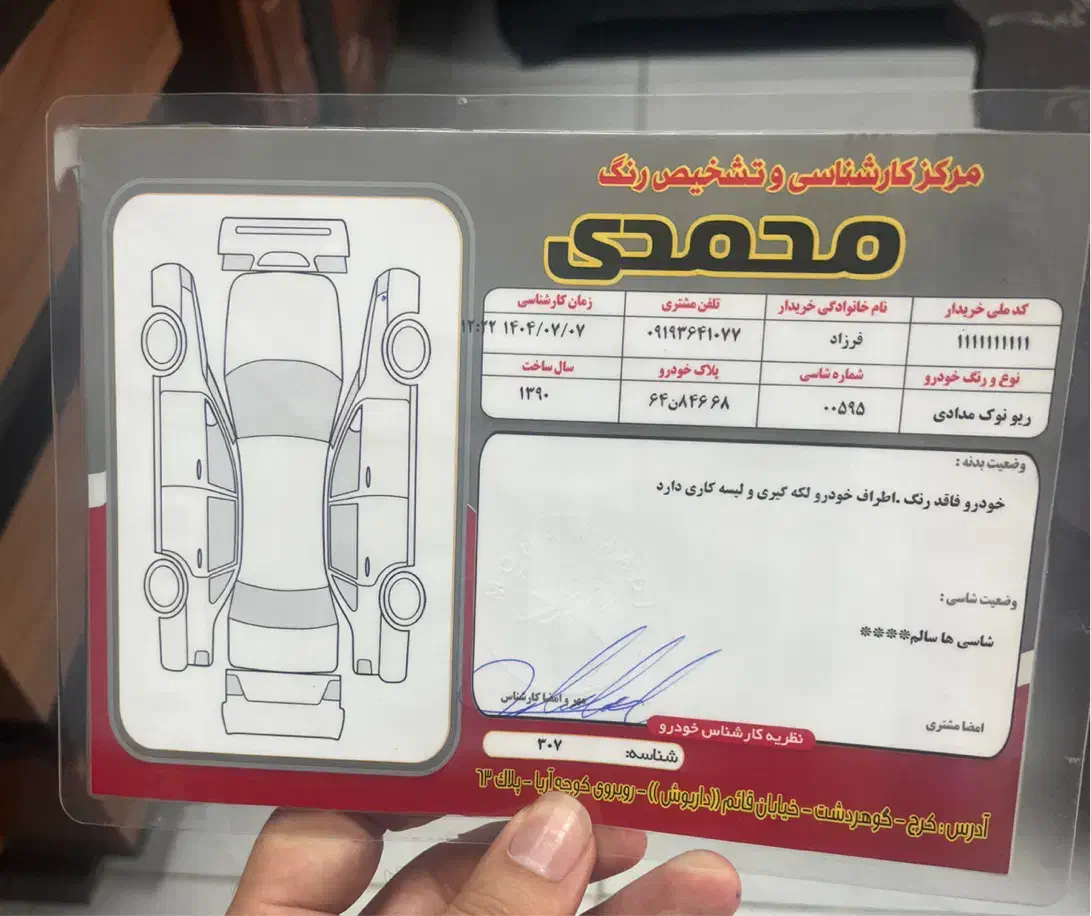 مرکز کارشناسی و تشخیص رنگ
محمدی
کد ملی خریدار نام خانوادگی خریدار تلفن مشتری زمان کارشناسی
۱۱۱۱۱۱۱۱۱۱ فرزاد ۰۹۱۹۳۶۴۱۰۷۷ ۱۴۰۴/۰۷/۰۷ ۱۲:۲۲
نوع و رنگ خودرو شماره شاسی پلاک خودرو سال ساخت
ریو نوک مدادی ۰۰۵۹۵ ۶۴ن۸۴۶ ۶۸ ۱۳۹۰
وضعیت بدنه :
خودرو فاقد رنگ .اطراف خودرو لکه گیری و لیسه کاری دارد
وضعیت شاسی :
شاسی ها سالم****
امضا مشتری
مهر و امضا کارشناس
نظریه کارشناس خودرو
شناسه: ۳۰۷
آدرس : کرج - گوهردشت - خیابان قائم ((داریوش)) - روبروی کوچه آریا - پلاک ۶۳